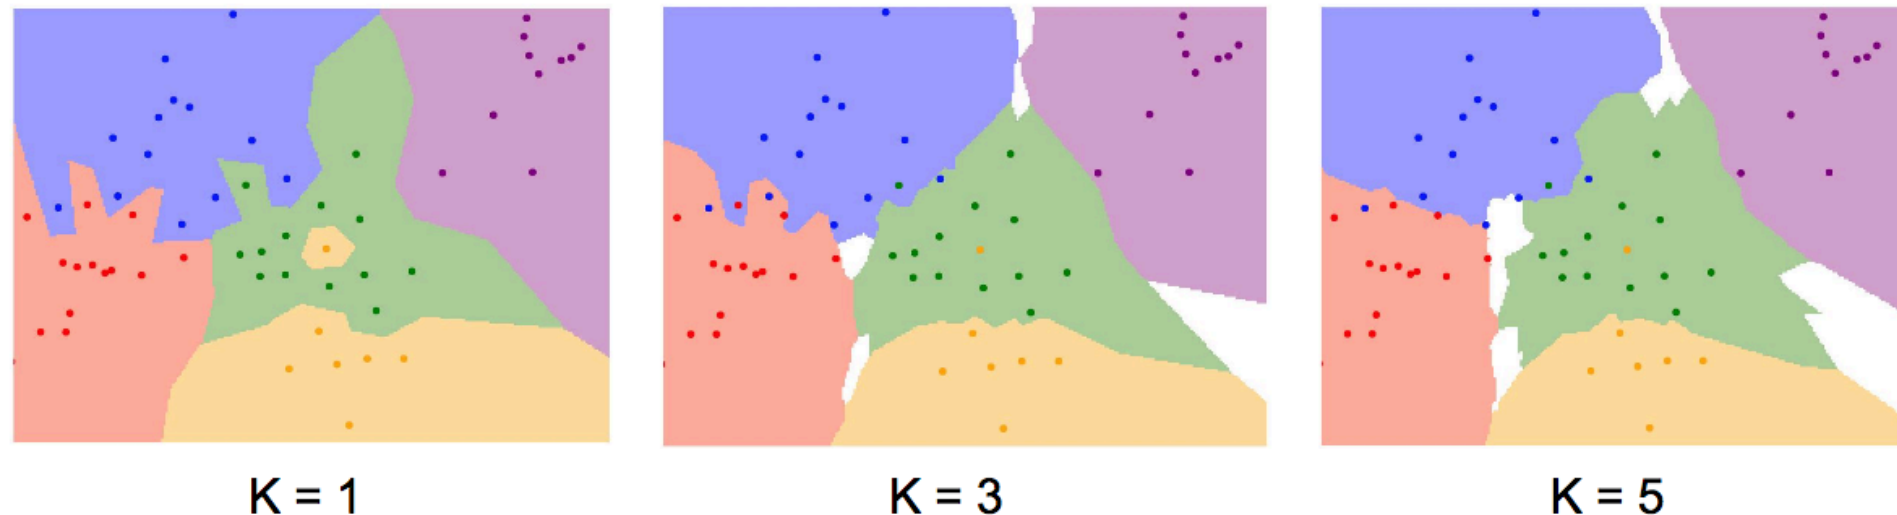 K = 1
K = 3
K = 5